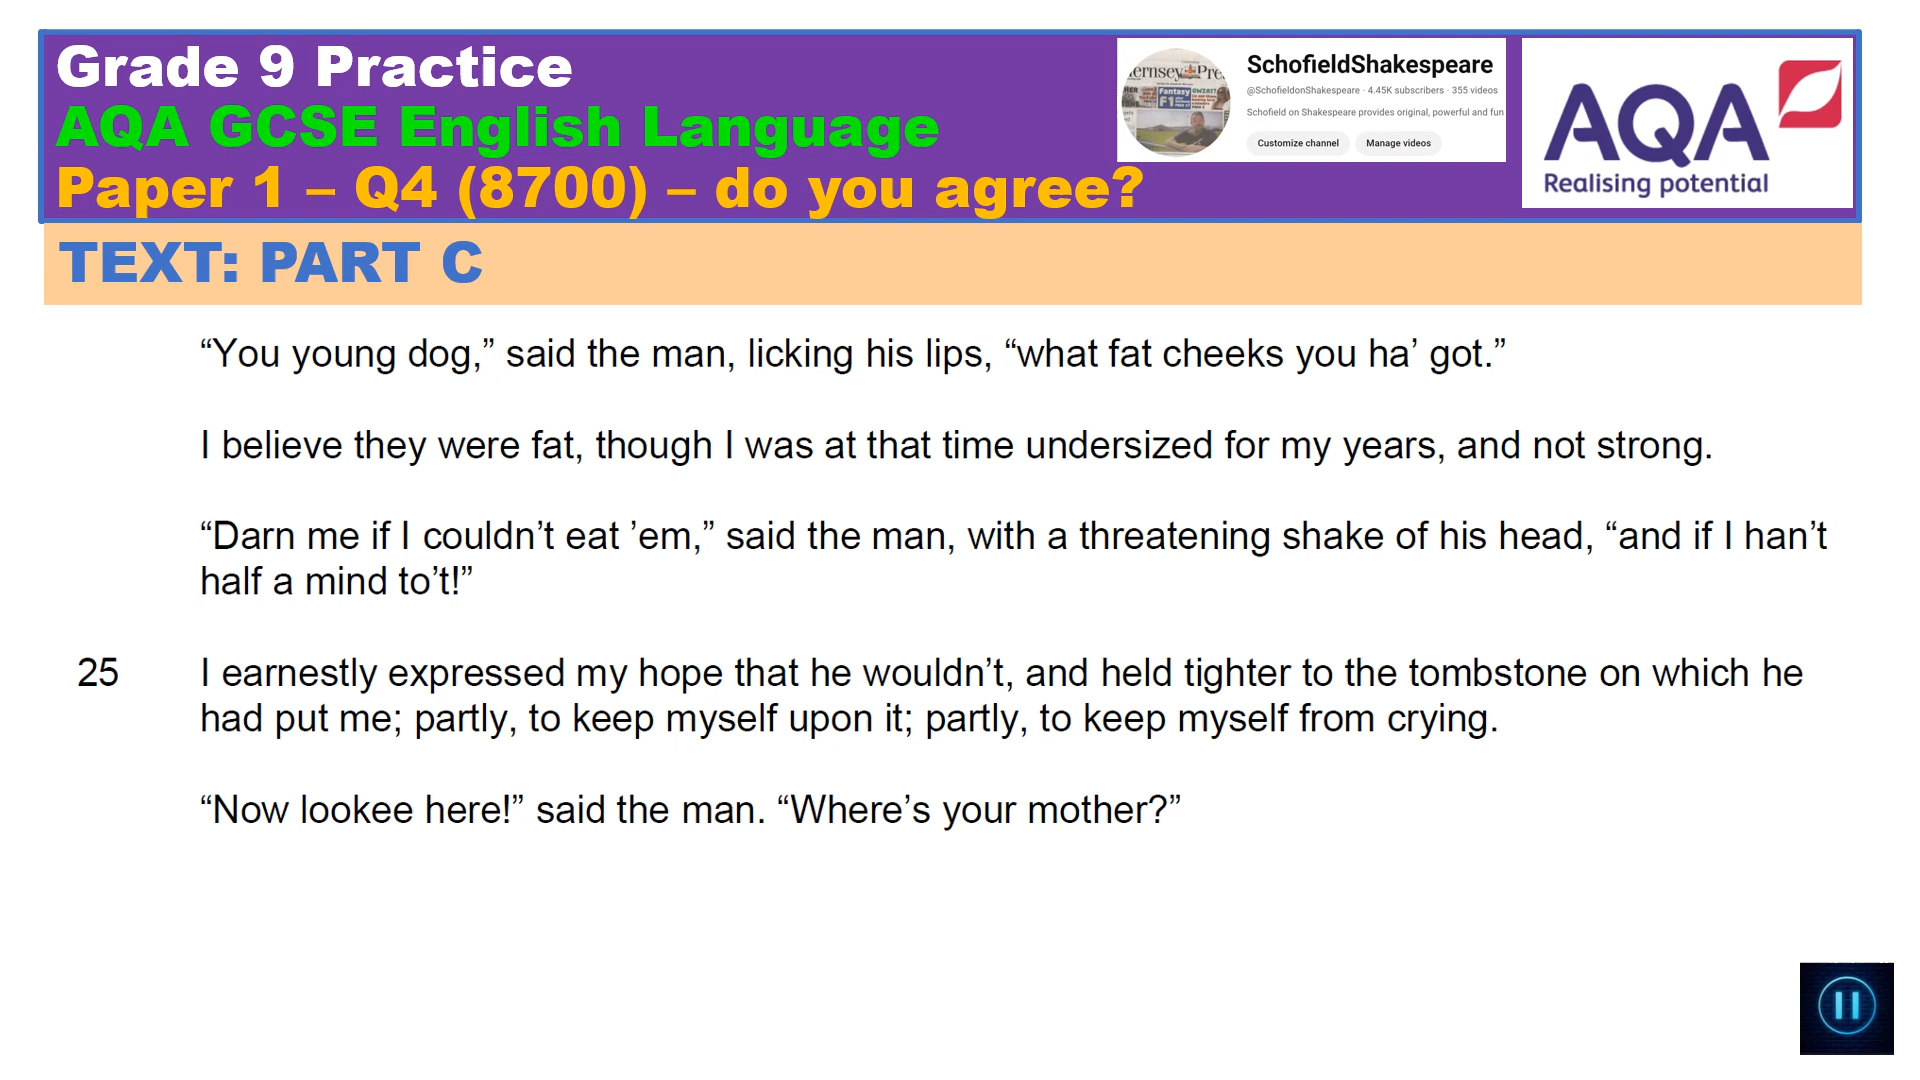 Grade 9 Practice
AQA GCSE English Language
Paper 1 – Q4 (8700) – do you agree?
SchofieldShakespeare
@SchofieldonShakespeare · 4.45K subscribers · 355 videos
Schofield on Shakespeare provides original, powerful and fun
Customize channel Manage videos
Fantasy
F1
AQA
Realising potential
TEXT: PART C
“You young dog,” said the man, licking his lips, “what fat cheeks you ha’ got.”
I believe they were fat, though I was at that time undersized for my years, and not strong.
“Darn me if I couldn’t eat ’em,” said the man, with a threatening shake of his head, “and if I han’t
half a mind to’t!”
25 I earnestly expressed my hope that he wouldn’t, and held tighter to the tombstone on which he
had put me; partly, to keep myself upon it; partly, to keep myself from crying.
“Now lookee here!” said the man. “Where’s your mother?”